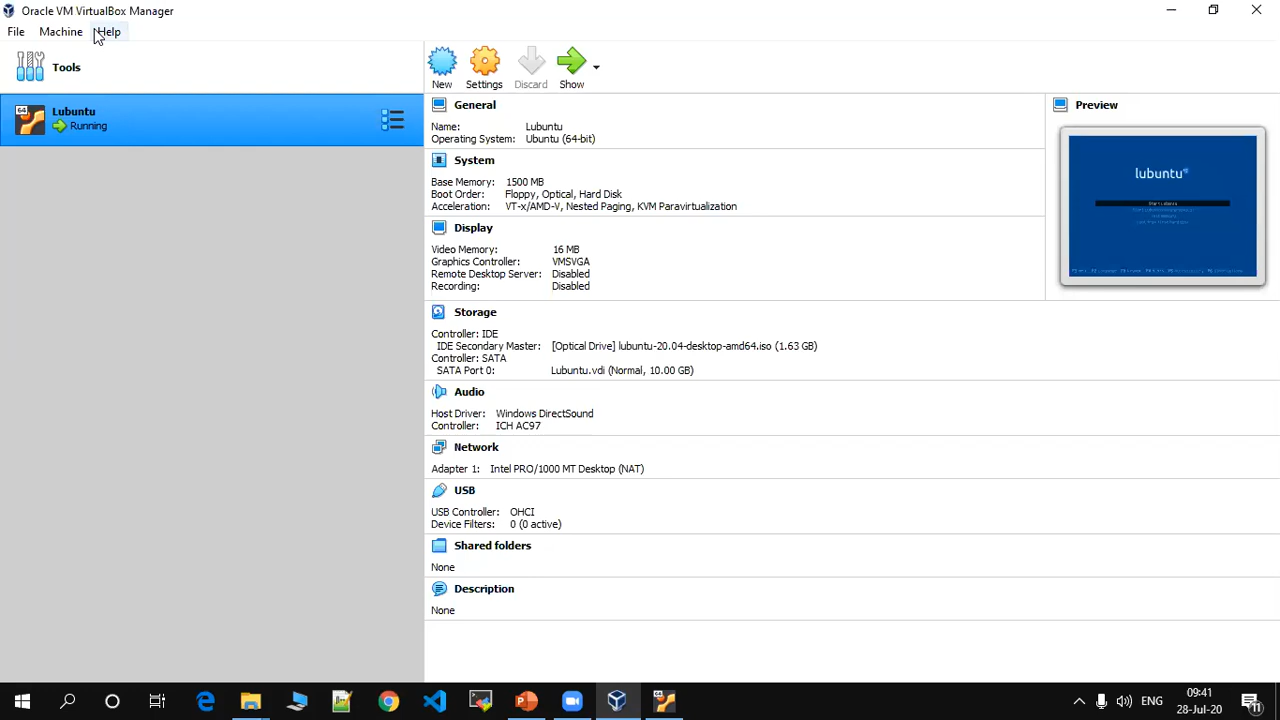 Oracle VM VirtualBox Manager
File Machine Help
Tools
New Settings Discard Show
64
Lubuntu
Running
General
Name: Lubuntu
Operating System: Ubuntu (64-bit)
Preview
lubuntu
System
Base Memory: 1500 MB
Boot Order: Floppy, Optical, Hard Disk
Acceleration: VT-x/AMD-V, Nested Paging, KVM Paravirtualization
Display
Video Memory: 16 MB
Graphics Controller: VMSVGA
Remote Desktop Server: Disabled
Recording: Disabled
Storage
Controller: IDE
IDE Secondary Master: [Optical Drive] lubuntu-20.04-desktop-amd64.iso (1.63 GB)
Controller: SATA
SATA Port 0: Lubuntu.vdi (Normal, 10.00 GB)
Audio
Host Driver: Windows DirectSound
Controller: ICH AC97
Network
Adapter 1: Intel PRO/1000 MT Desktop (NAT)
USB
USB Controller: OHCI
Device Filters: 0 (0 active)
Shared folders
None
Description
None
ENG
09:41
28-Jul-20
11